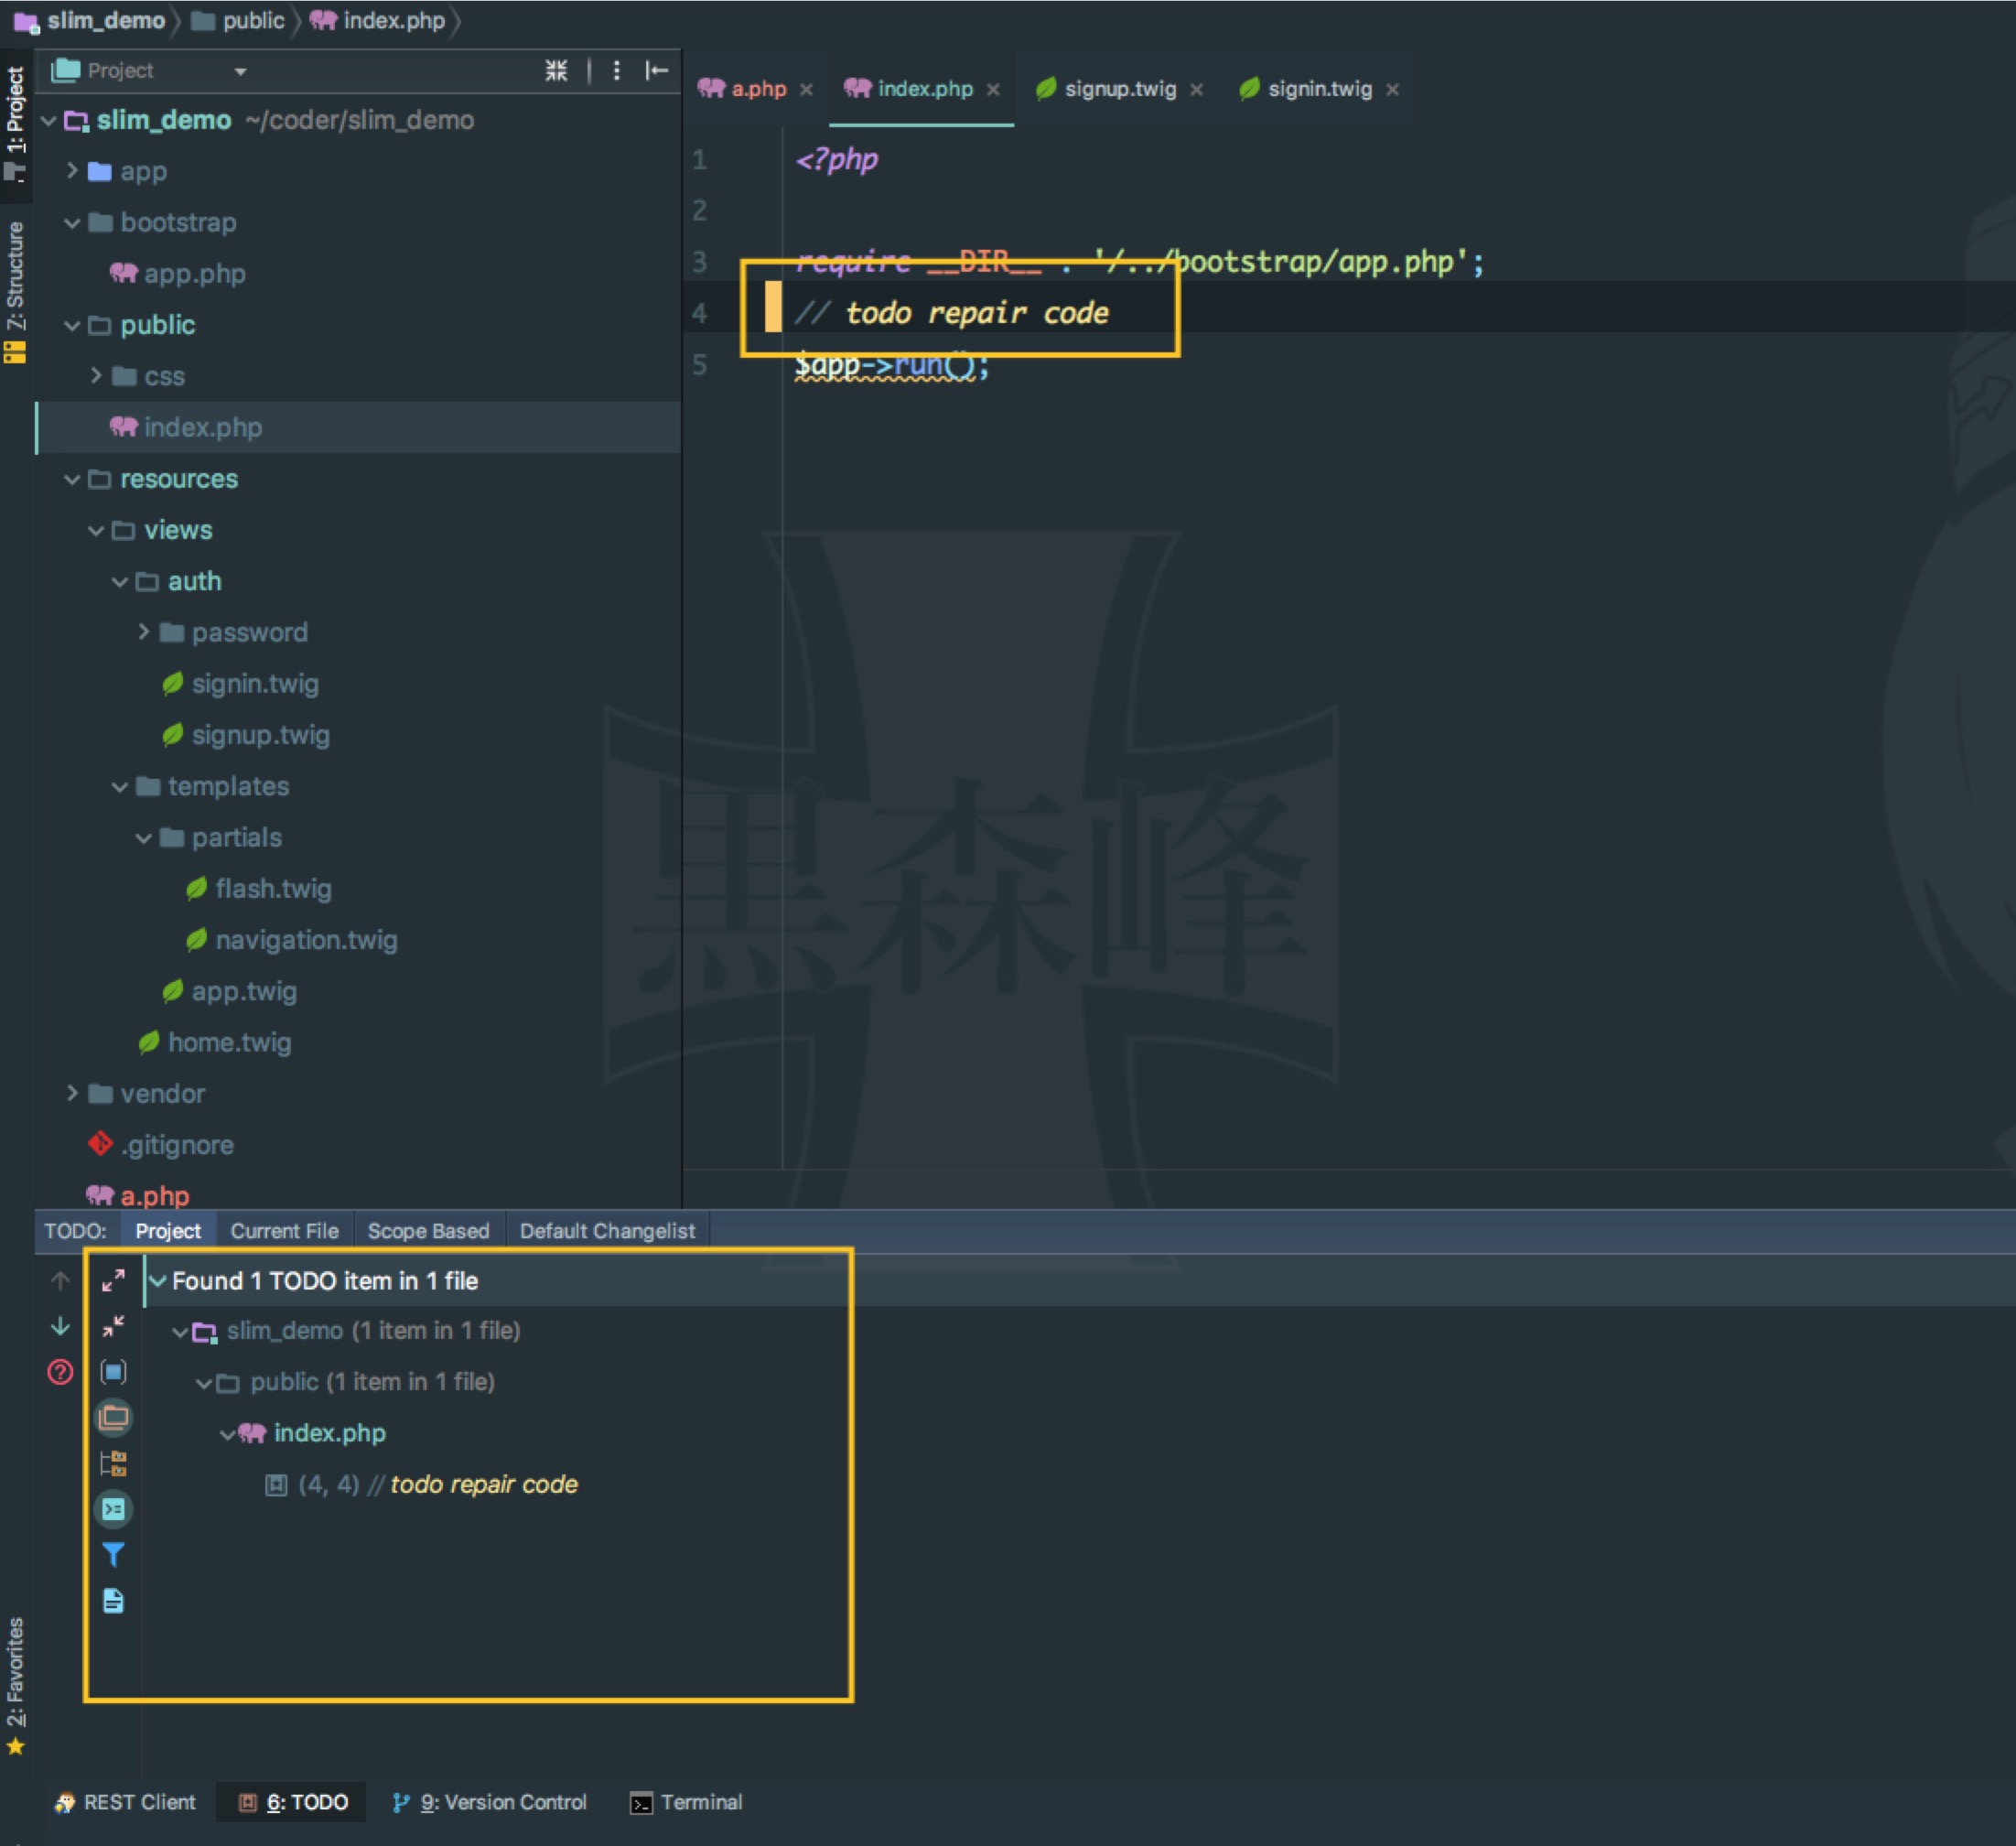 slim_demo public index.php
1: Project
Z: Structure
2: Favorites
Project
slim_demo ~/coder/slim_demo
app
bootstrap
app.php
public
css
index.php
resources
views
auth
password
signin.twig
signup.twig
templates
partials
flash.twig
navigation.twig
app.twig
home.twig
vendor
.gitignore
a.php
a.php index.php signup.twig signin.twig
1 <?php
2
3 require __DIR__ . '/../bootstrap/app.php';
4 // todo repair code
5 $app->run();
黒森峰
TODO: Project Current File Scope Based Default Changelist
Found 1 TODO item in 1 file
slim_demo (1 item in 1 file)
public (1 item in 1 file)
index.php
(4, 4) // todo repair code
REST Client 6: TODO 9: Version Control Terminal